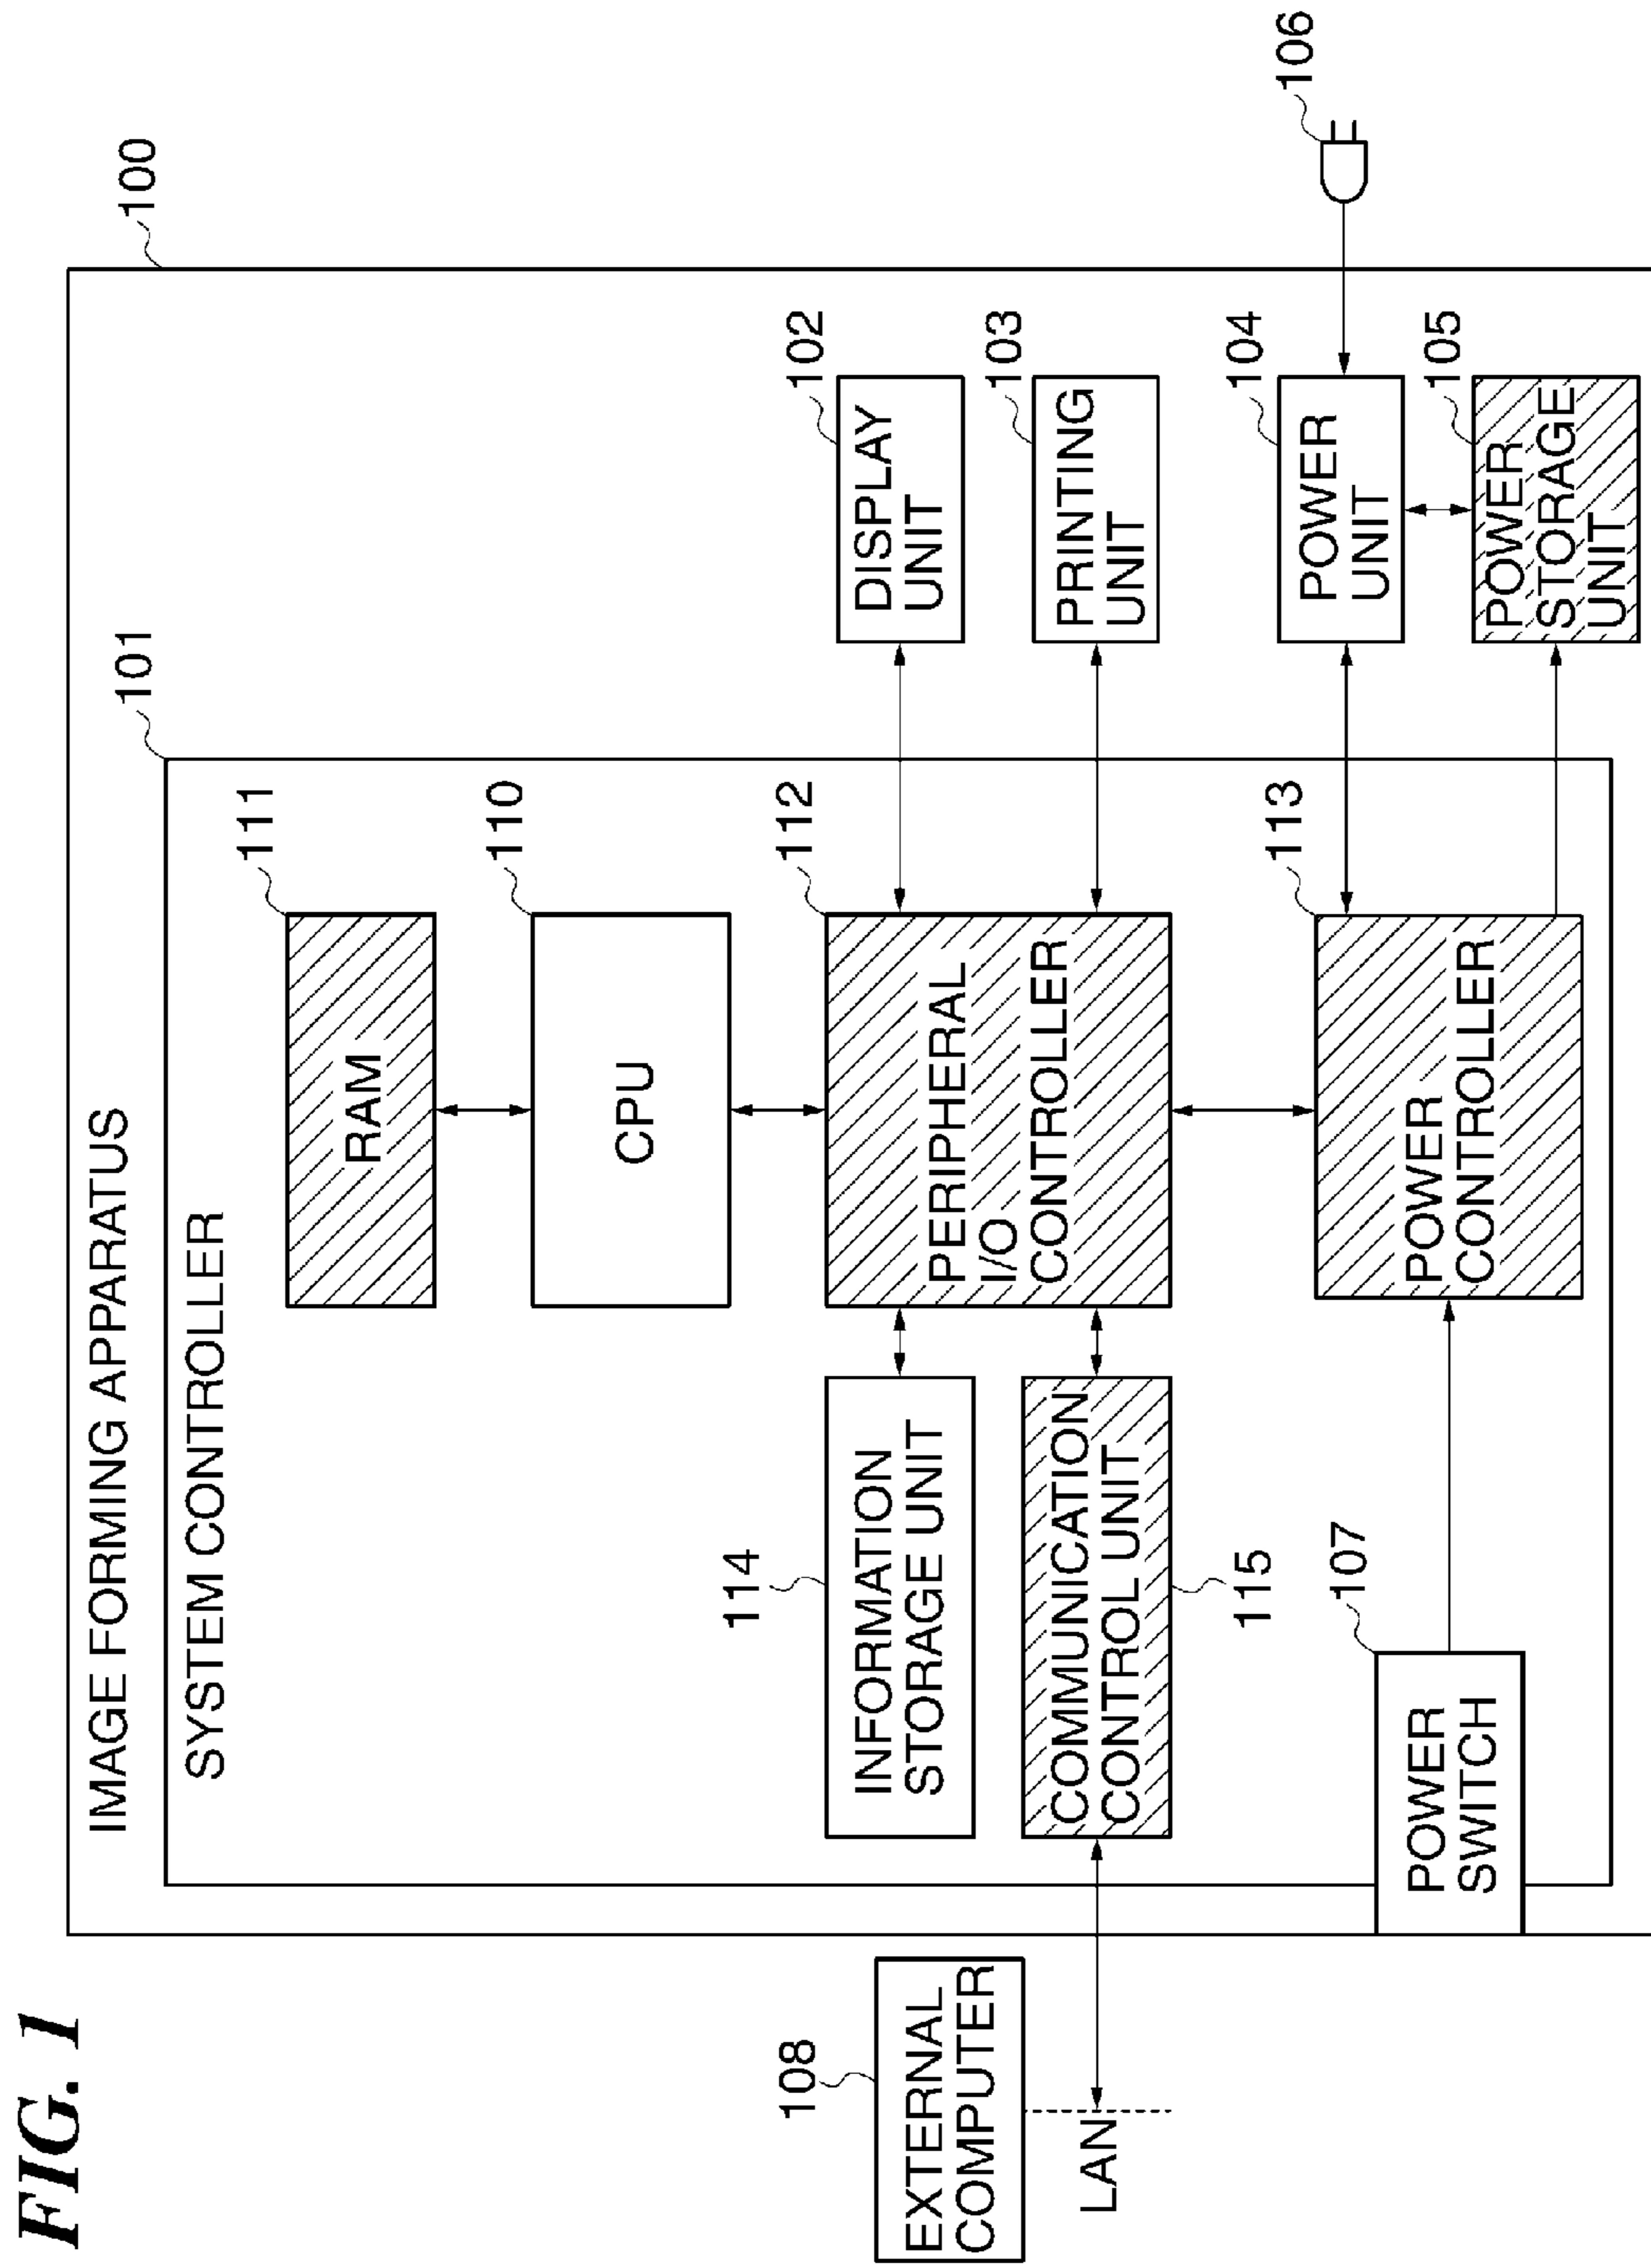 FIG. 1
IMAGE FORMING APPARATUS
100
SYSTEM CONTROLLER
101
111
RAM
110
CPU
112
PERIPHERAL
I/O
CONTROLLER
102
DISPLAY
UNIT
103
PRINTING
UNIT
114
INFORMATION
STORAGE UNIT
COMMUNICATION
CONTROL UNIT
115
108
EXTERNAL
COMPUTER
LAN
107
POWER
SWITCH
113
POWER
CONTROLLER
104
POWER
UNIT
105
POWER
STORAGE
UNIT
106